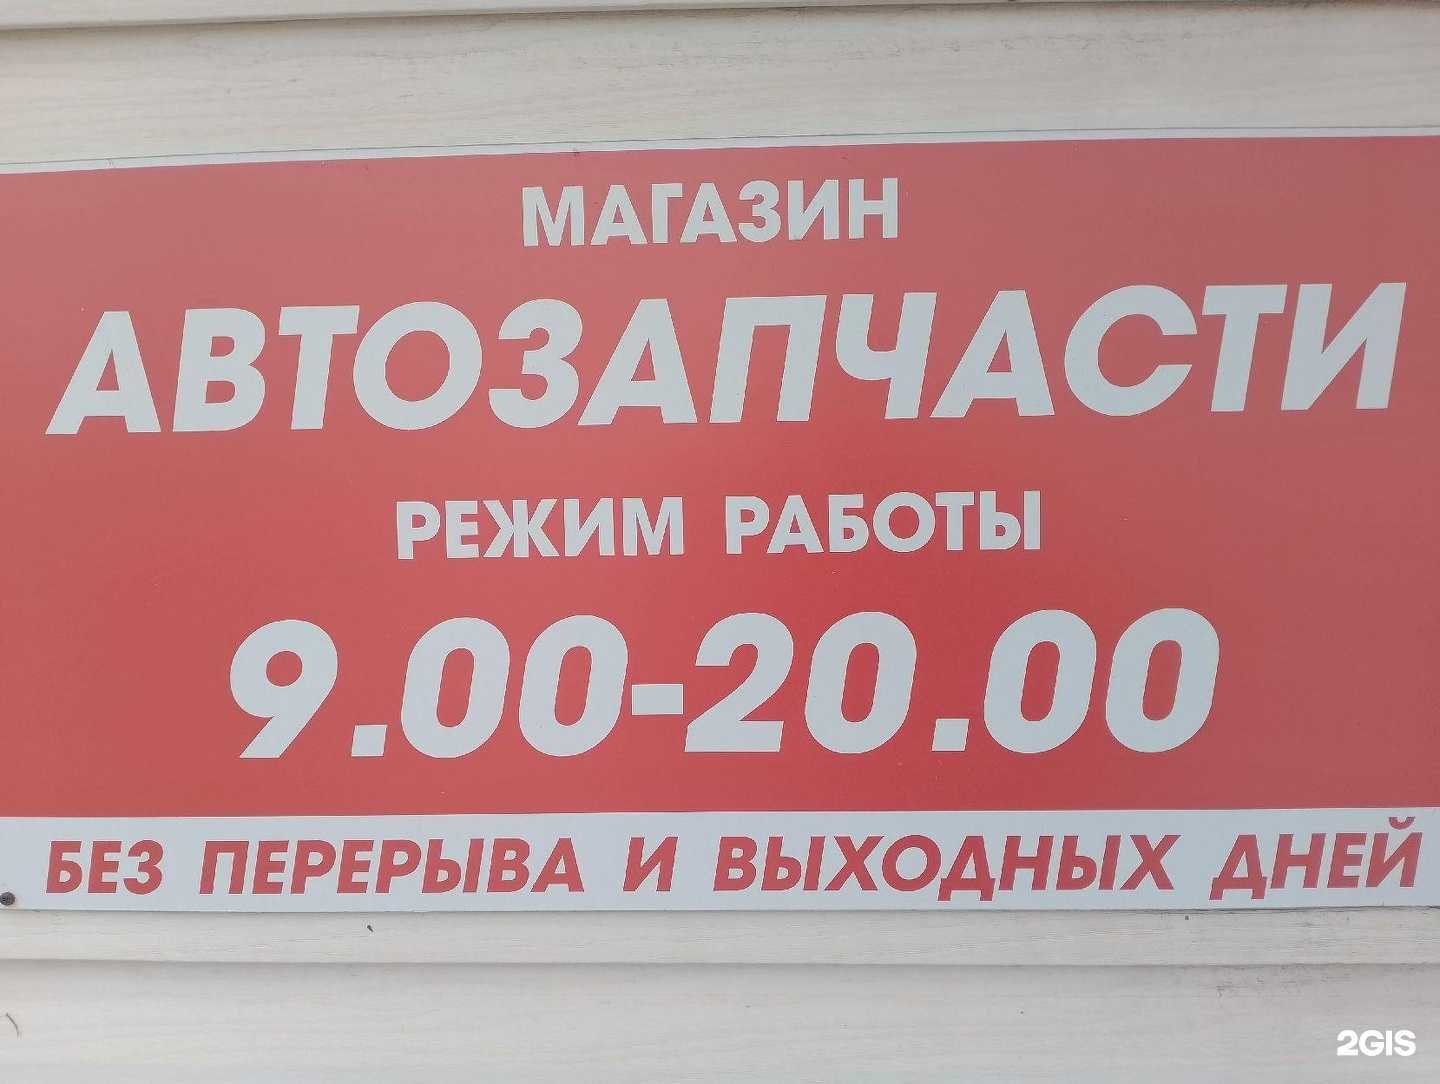 МАГАЗИН
АВТОЗАПЧАСТИ
РЕЖИМ РАБОТЫ
9.00-20.00
БЕЗ ПЕРЕРЫВА И ВЫХОДНЫХ ДНЕЙ
2GIS